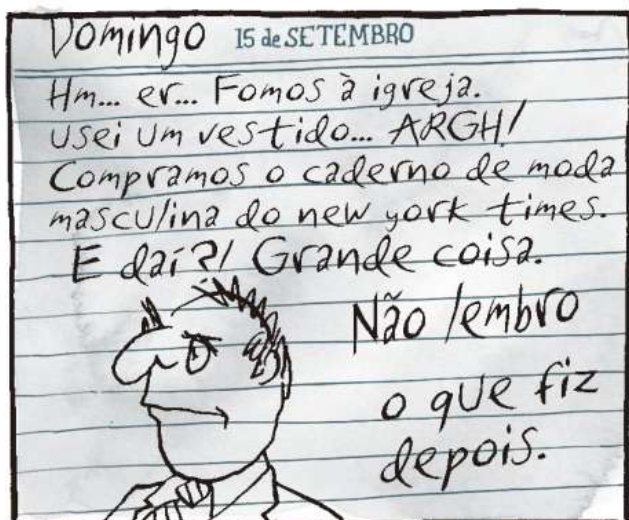 Domingo 15 de SETEMBRO
Hm... er... Fomos à igreja.
usei um vestido... ARGH!
Compramos o caderno de moda
masculina do new york times.
E daí?! Grande coisa.
Não lembro
o que fiz
depois.